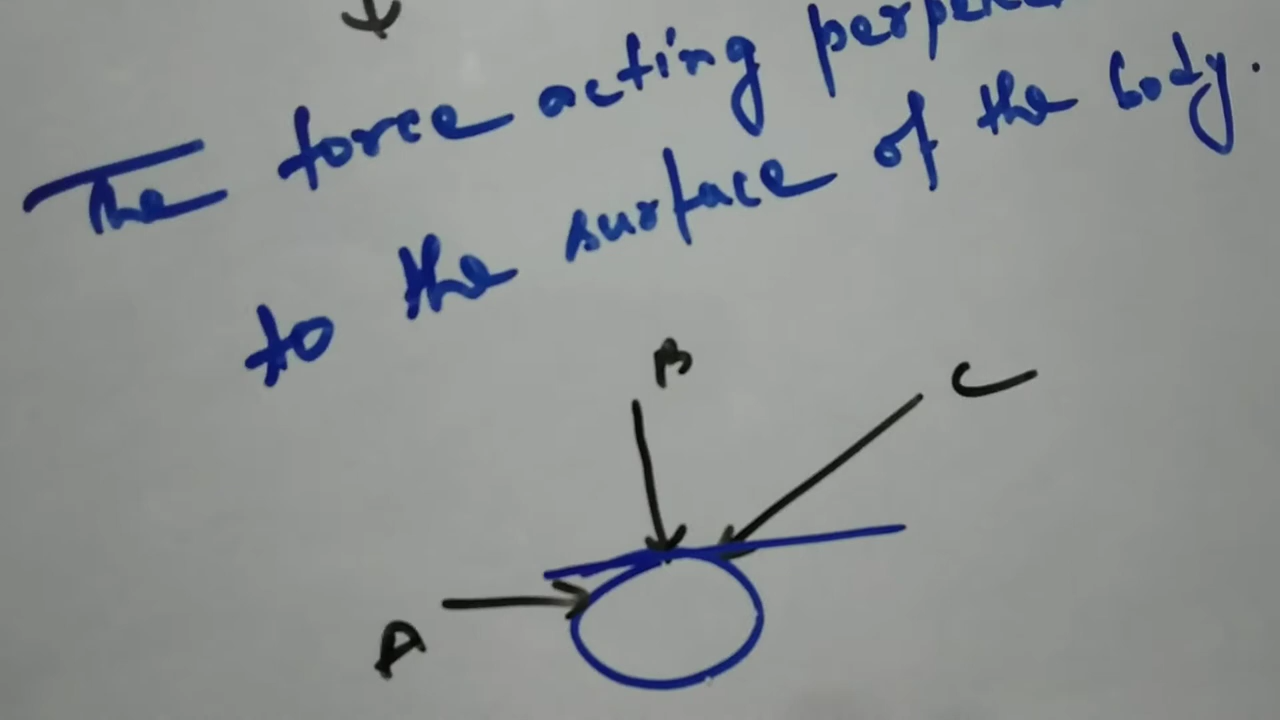 The force acting
to the surface of the body.
B
C
A